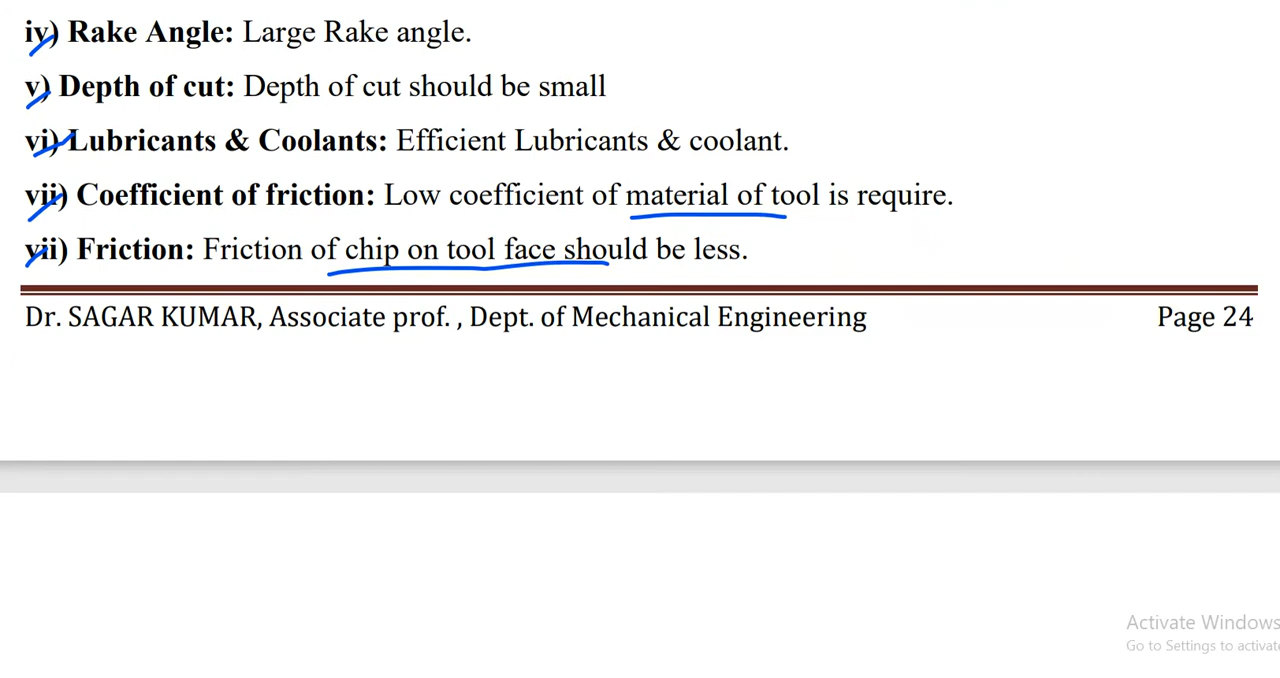 iv) Rake Angle: Large Rake angle.
v) Depth of cut: Depth of cut should be small
vi) Lubricants & Coolants: Efficient Lubricants & coolant.
vii) Coefficient of friction: Low coefficient of material of tool is require.
vii) Friction: Friction of chip on tool face should be less.
Dr. SAGAR KUMAR, Associate prof. , Dept. of Mechanical Engineering Page 24
Activate Windows
Go to Settings to activate